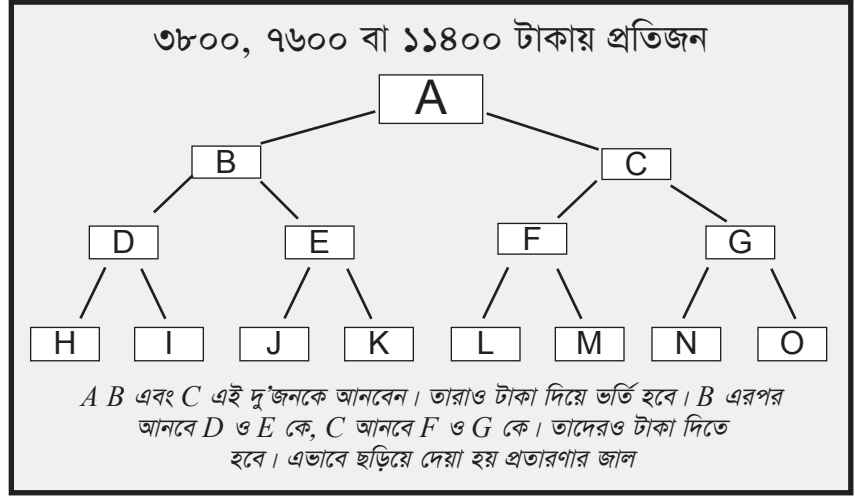 ৩৮০০, ৭৬০০ বা ১১৪০০ টাকায় প্রতিজন
A
B C
D E F G
H I J K L M N O
A B এবং C এই দু'জনকে আনবেন। তারাও টাকা দিয়ে ভর্তি হবে। B এরপর
আনবে D ও E কে, C আনবে F ও G কে। তাদেরও টাকা দিতে
হবে। এভাবে ছড়িয়ে দেয়া হয় প্রতারণার জাল